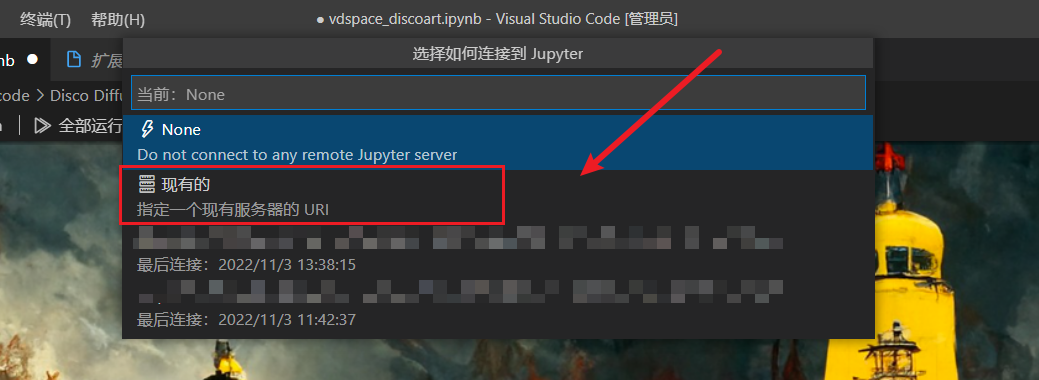 终端(T) 帮助(H) ● vdspace_discoart.ipynb - Visual Studio Code [管理员]
nb ● 扩展 选择如何连接到 Jupyter
code > Disco Diffu 当前：None
全部运行 None
Do not connect to any remote Jupyter server
现有的
指定一个现有服务器的 URI
最后连接：2022/11/3 13:38:15
最后连接：2022/11/3 11:42:37